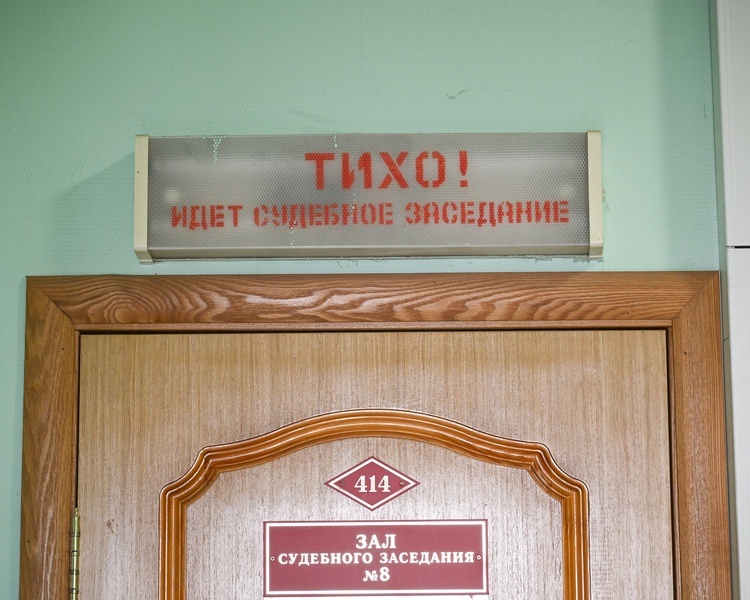 ТИХО!
ИДЕТ СУДЕБНОЕ ЗАСЕДАНИЕ
414
ЗАЛ
СУДЕБНОГО ЗАСЕДАНИЯ
№8